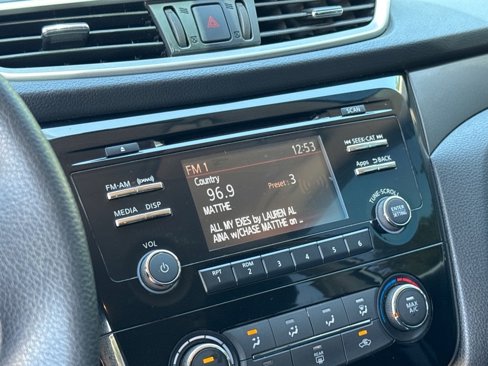 SCAN
FM 1 12:53
Country
96.9 Preset : 3
MATTHE
ALL MY EXES by LAUREN AL
AINA w/CHASE MATTHE on ...
FM-AM
MEDIA DISP
VOL
SEEK·CAT
Apps BACK
TUNE·SCROLL
ENTER
SETTING
RPT RDM
1 2 3 4 5 6
MAX
A/C
REAR